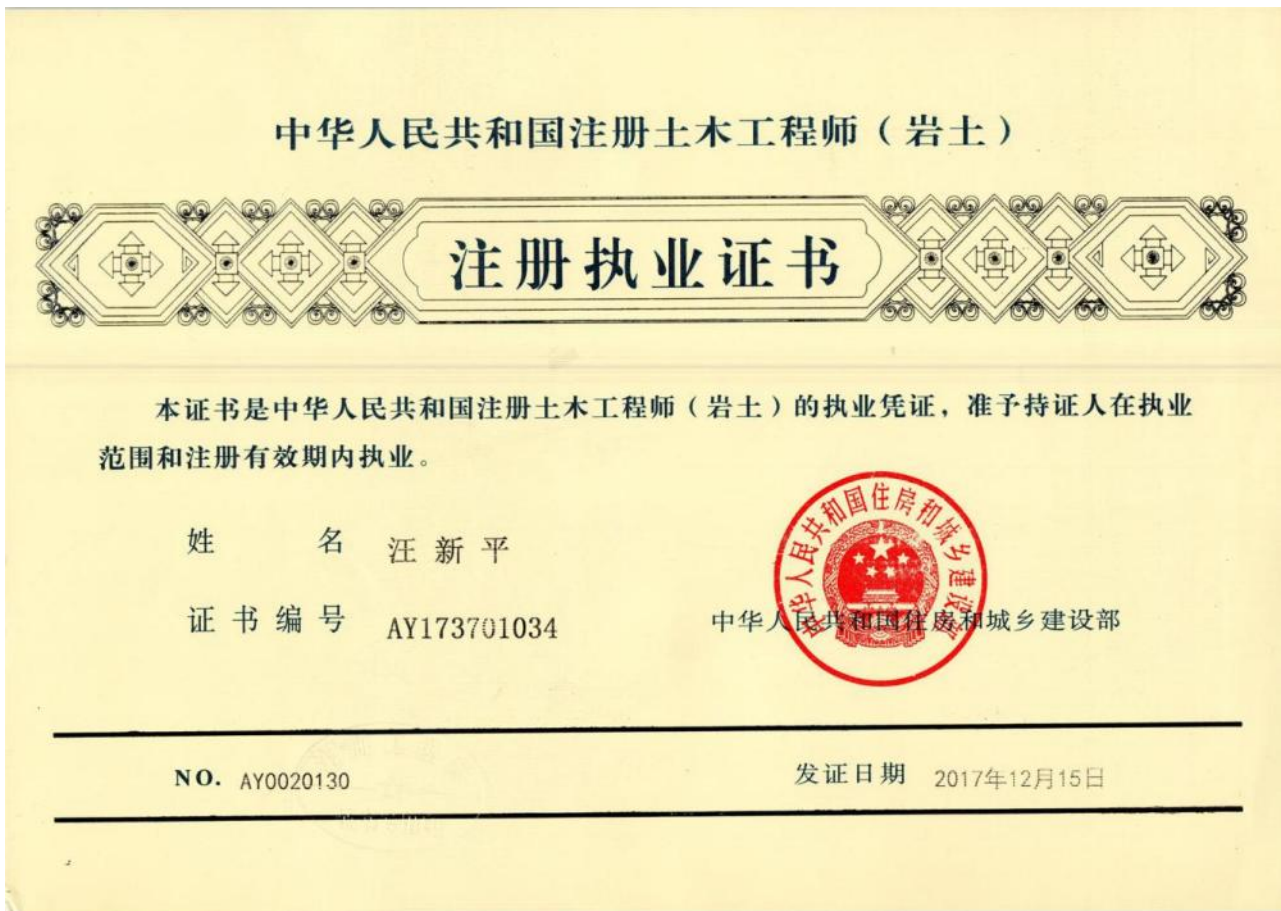 中华人民共和国注册土木工程师（岩土）
注册执业证书
本证书是中华人民共和国注册土木工程师（岩土）的执业凭证，准予持证人在执业
范围和注册有效期内执业。
姓 名 汪新平
证书编号 AY173701034
中华人民共和国住房和城乡建设部
中华人民共和国住房和城乡建设部
NO. AY0020130
发证日期 2017年12月15日